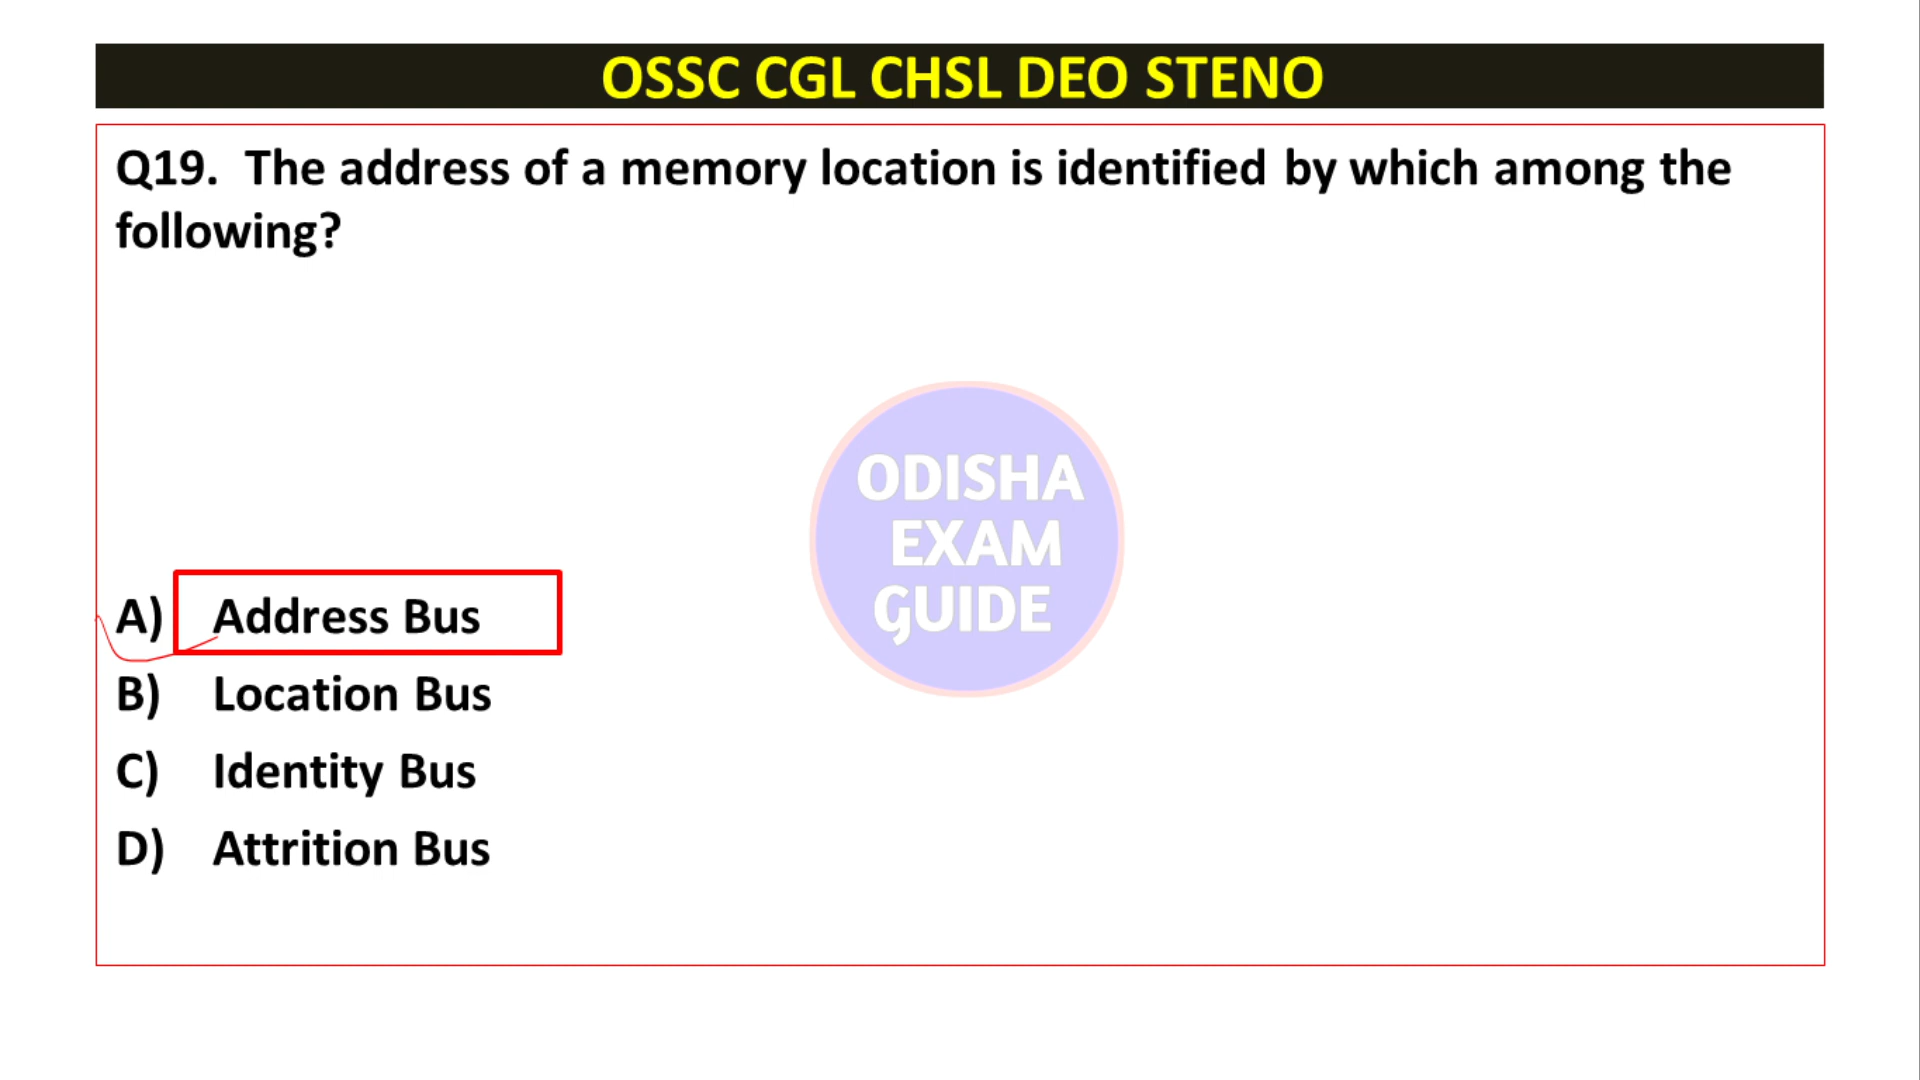 OSSC CGL CHSL DEO STENO
Q19. The address of a memory location is identified by which among the
following?
ODISHA
EXAM
GUIDE
A) Address Bus
B) Location Bus
C) Identity Bus
D) Attrition Bus